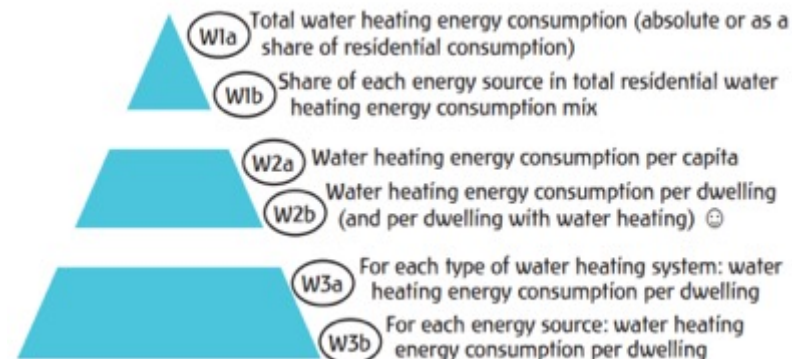 W1a Total water heating energy consumption (absolute or as a
share of residential consumption)
W1b Share of each energy source in total residential water
heating energy consumption mix
W2a Water heating energy consumption per capita
W2b Water heating energy consumption per dwelling
(and per dwelling with water heating) ☺
W3a For each type of water heating system: water
heating energy consumption per dwelling
W3b For each energy source: water heating
energy consumption per dwelling